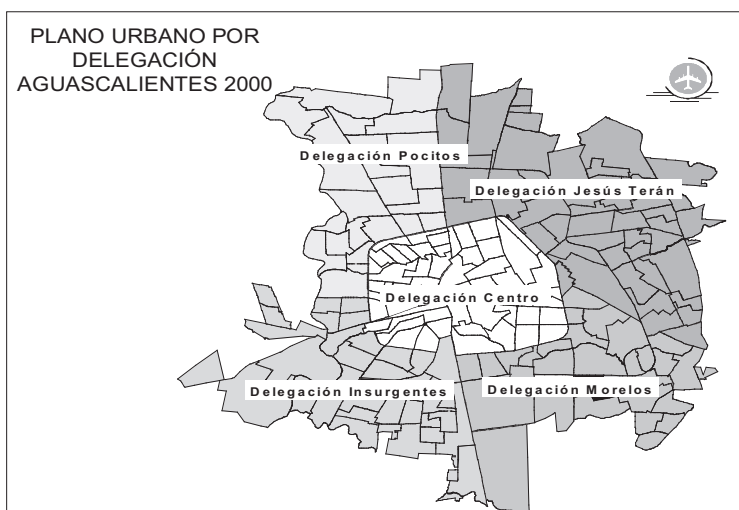 PLANO URBANO POR
DELEGACIÓN
AGUASCALIENTES 2000
Delegación Pocitos
Delegación Jesús Terán
Delegación Centro
Delegación Insurgentes
Delegación Morelos